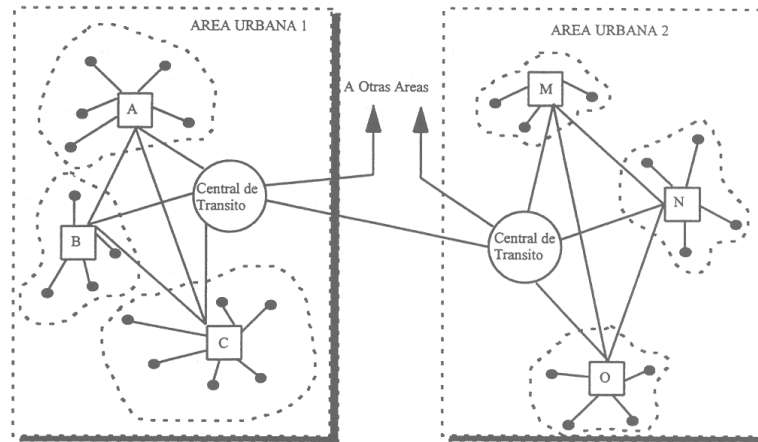 AREA URBANA 1
AREA URBANA 2
A Otras Areas
A
M
Central de
Transito
N
B
Central de
Transito
C
O